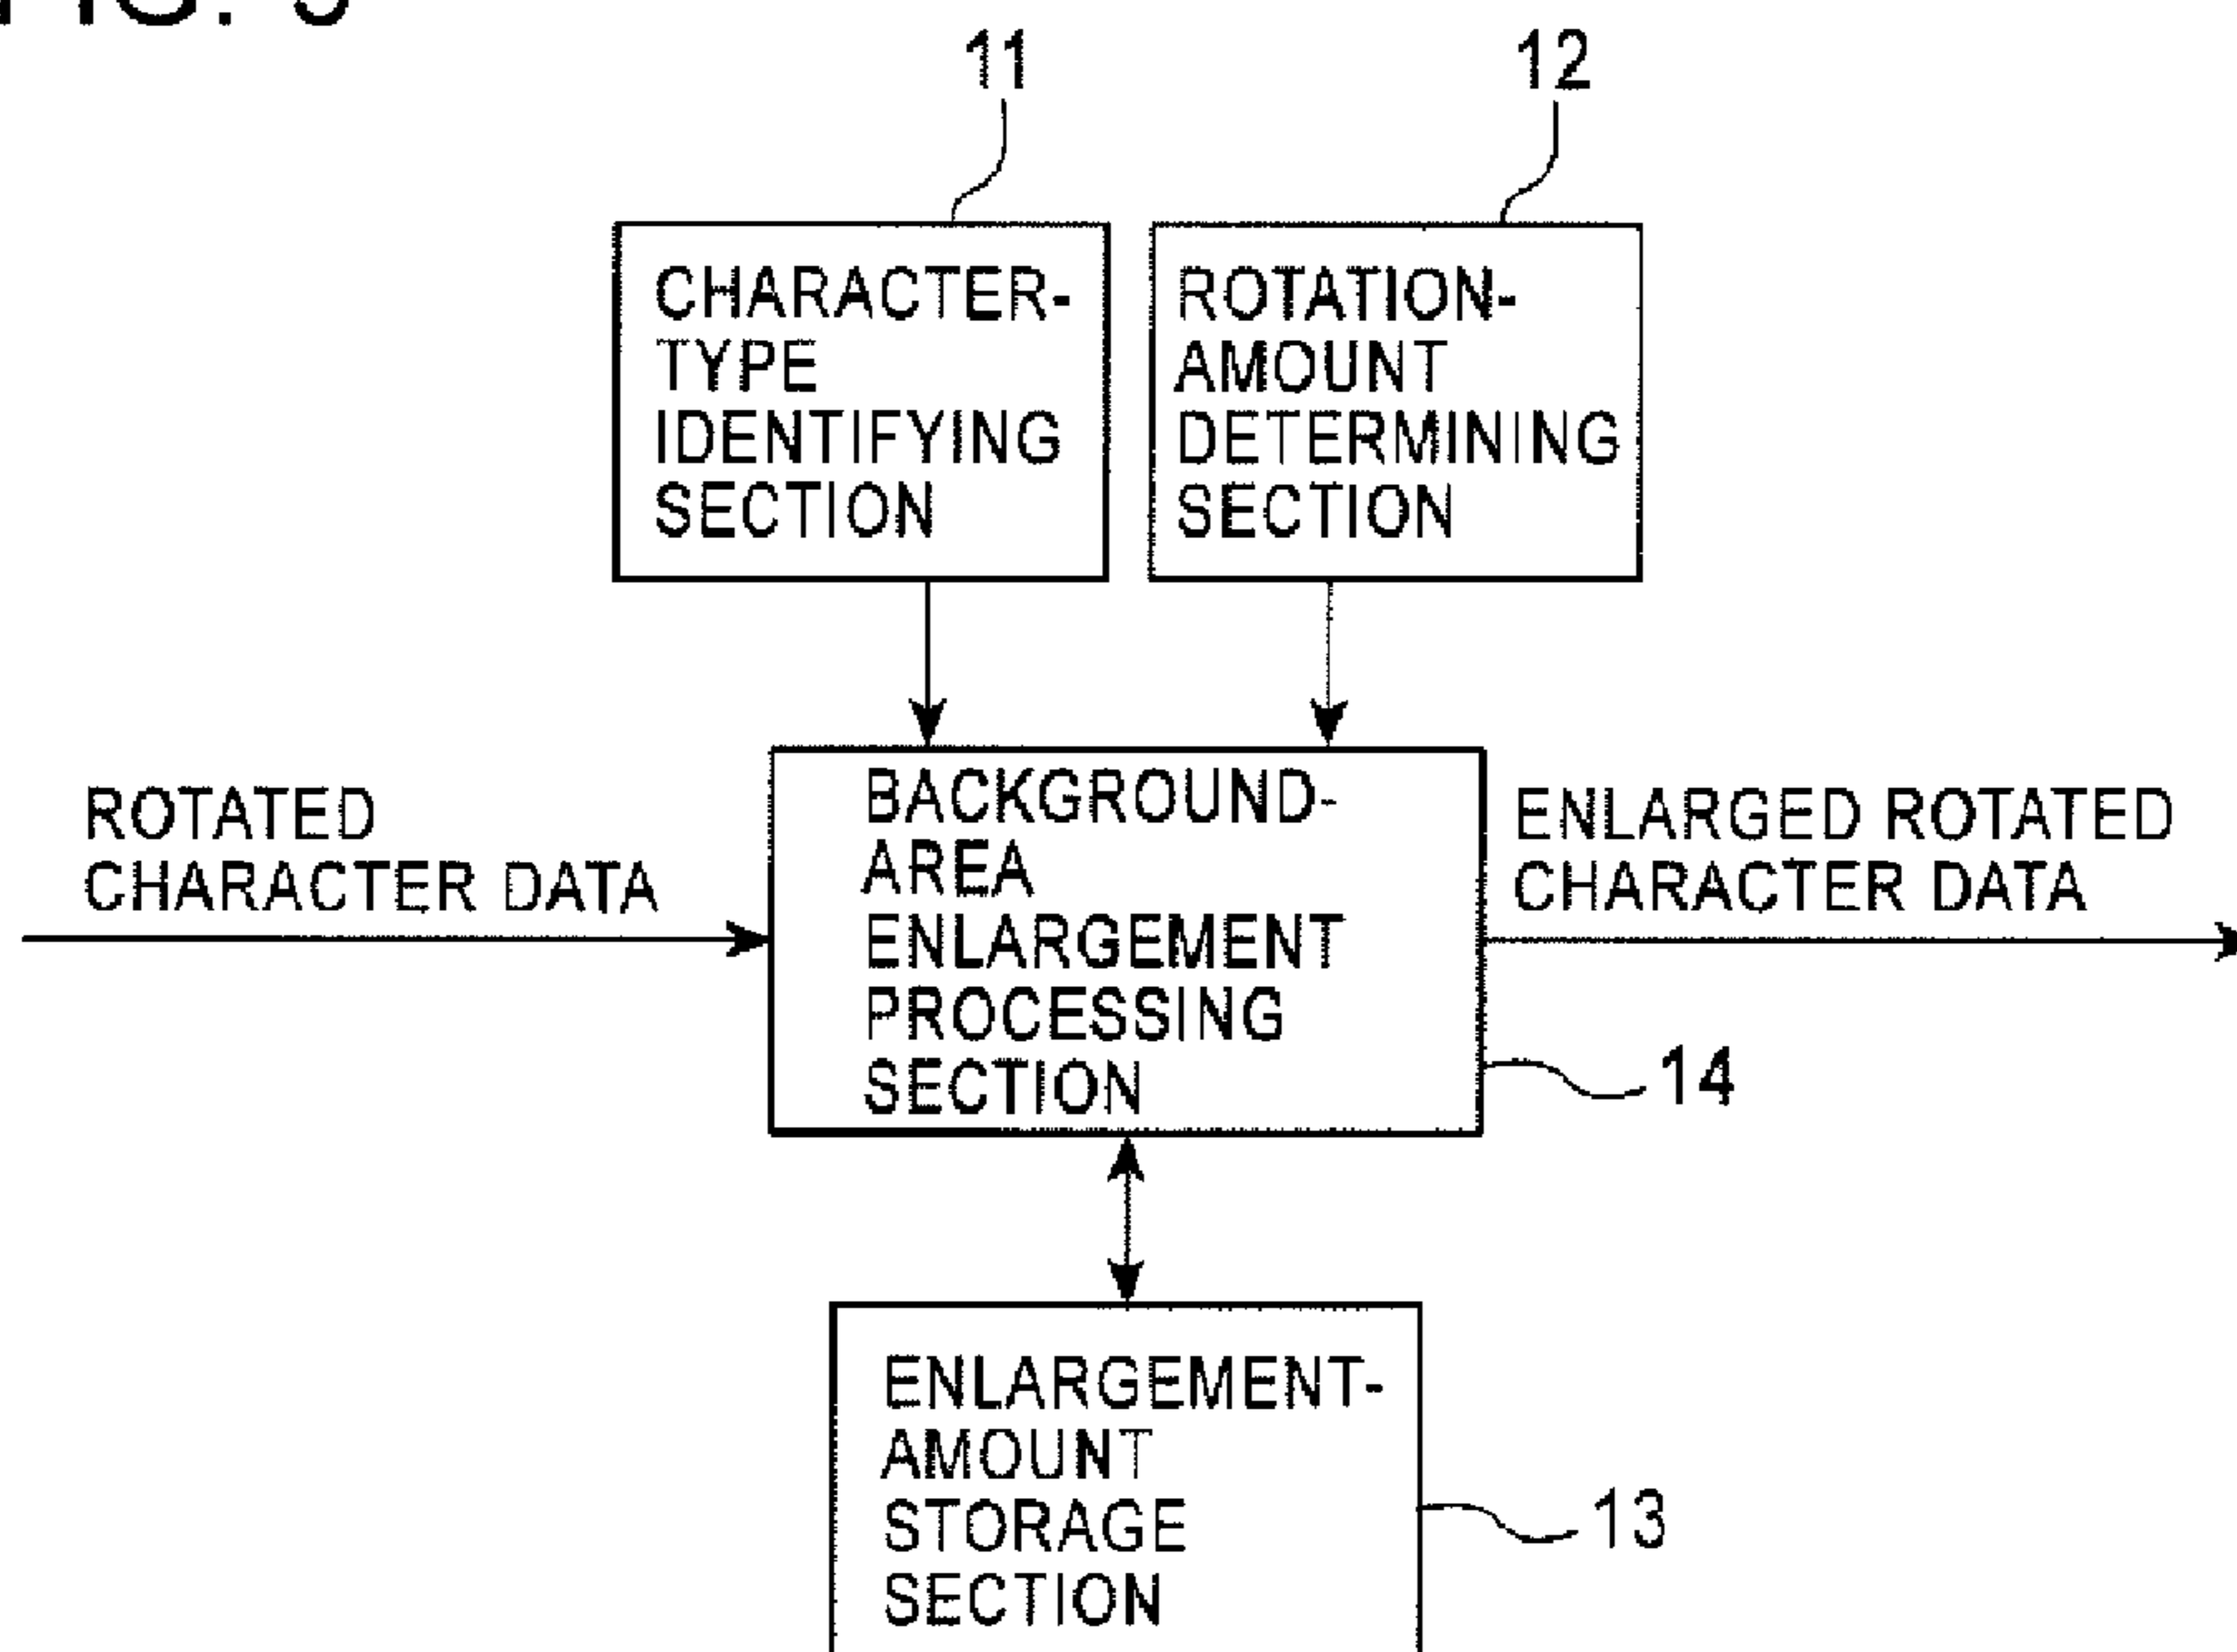 11
12
CHARACTER-
TYPE
IDENTIFYING
SECTION
ROTATION-
AMOUNT
DETERMINING
SECTION
ROTATED
CHARACTER DATA
BACKGROUND-
AREA
ENLARGEMENT
PROCESSING
SECTION
ENLARGED ROTATED
CHARACTER DATA
14
ENLARGEMENT-
AMOUNT
STORAGE
SECTION
13